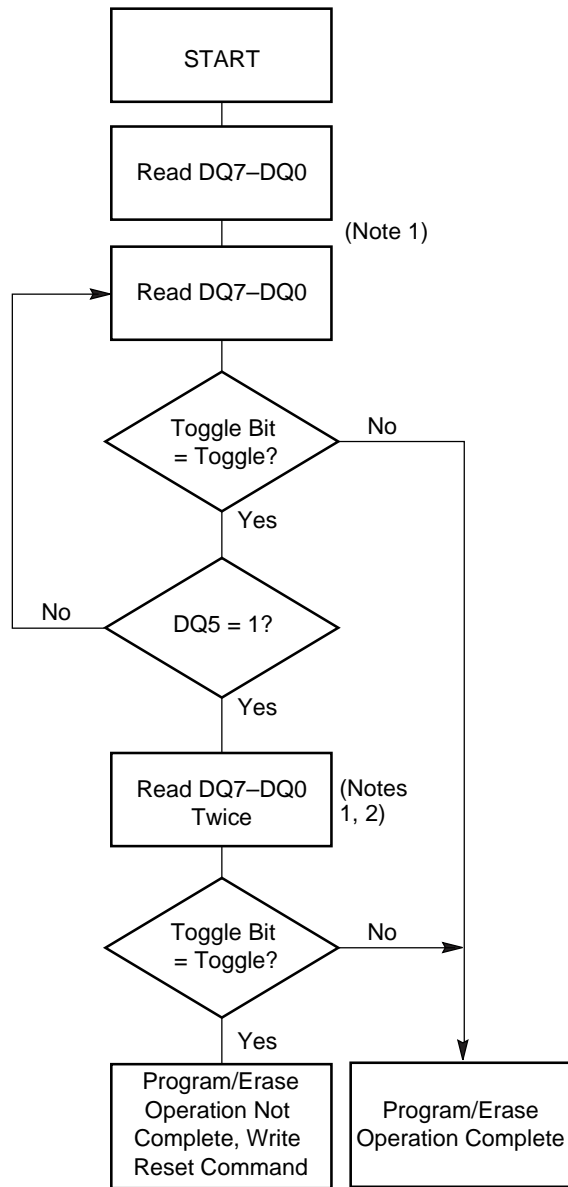 START
Read DQ7–DQ0
(Note 1)
Read DQ7–DQ0
Toggle Bit
= Toggle?
No
Yes
No
DQ5 = 1?
Yes
Read DQ7–DQ0
Twice
(Notes
1, 2)
Toggle Bit
= Toggle?
No
Yes
Program/Erase
Operation Not
Complete, Write
Reset Command
Program/Erase
Operation Complete